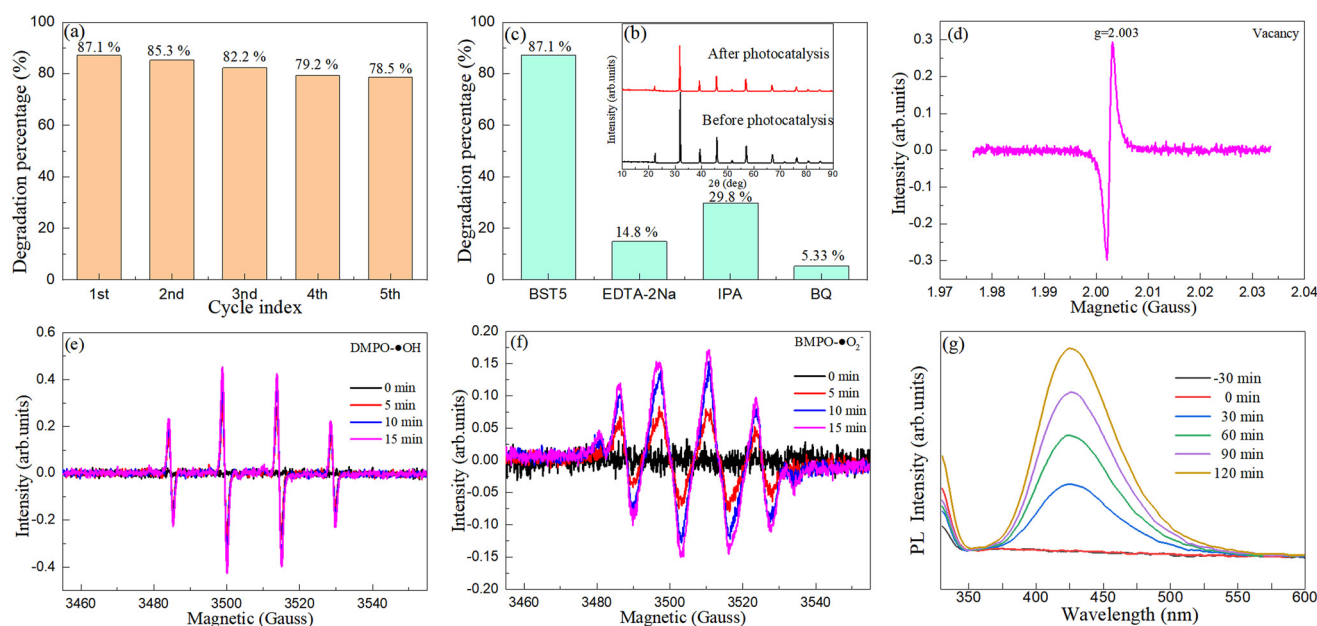 (a)
Degradation percentage (%)
100
80
60
40
20
0
87.1 %
85.3 %
82.2 %
79.2 %
78.5 %
1st
2nd
3nd
4th
5th
Cycle index
(c)
Degradation percentage (%)
100
80
60
40
20
0
87.1 %
14.8 %
29.8 %
5.33 %
BST5
EDTA-2Na
IPA
BQ
(b)
After photocatalysis
Before photocatalysis
Intensity (arb.units)
10 20 30 40 50 60 70 80 90
2θ (deg)
(d)
g=2.003
Vacancy
Intensity (arb.units)
0.3
0.2
0.1
0.0
-0.1
-0.2
-0.3
1.97 1.98 1.99 2.00 2.01 2.02 2.03 2.04
Magnetic (Gauss)
(e)
DMPO-●OH
0 min
5 min
10 min
15 min
Intensity (arb.units)
0.6
0.4
0.2
0.0
-0.2
-0.4
3460 3480 3500 3520 3540
Magnetic (Gauss)
(f)
BMPO-●O₂⁻
0 min
5 min
10 min
15 min
Intensity (arb.units)
0.20
0.15
0.10
0.05
0.00
0.05
0.10
0.15
0.20
3460 3480 3500 3520 3540
Magnetic (Gauss)
(g)
-30 min
0 min
30 min
60 min
90 min
120 min
PL Intensity (arb.units)
350 400 450 500 550 600
Wavelength (nm)